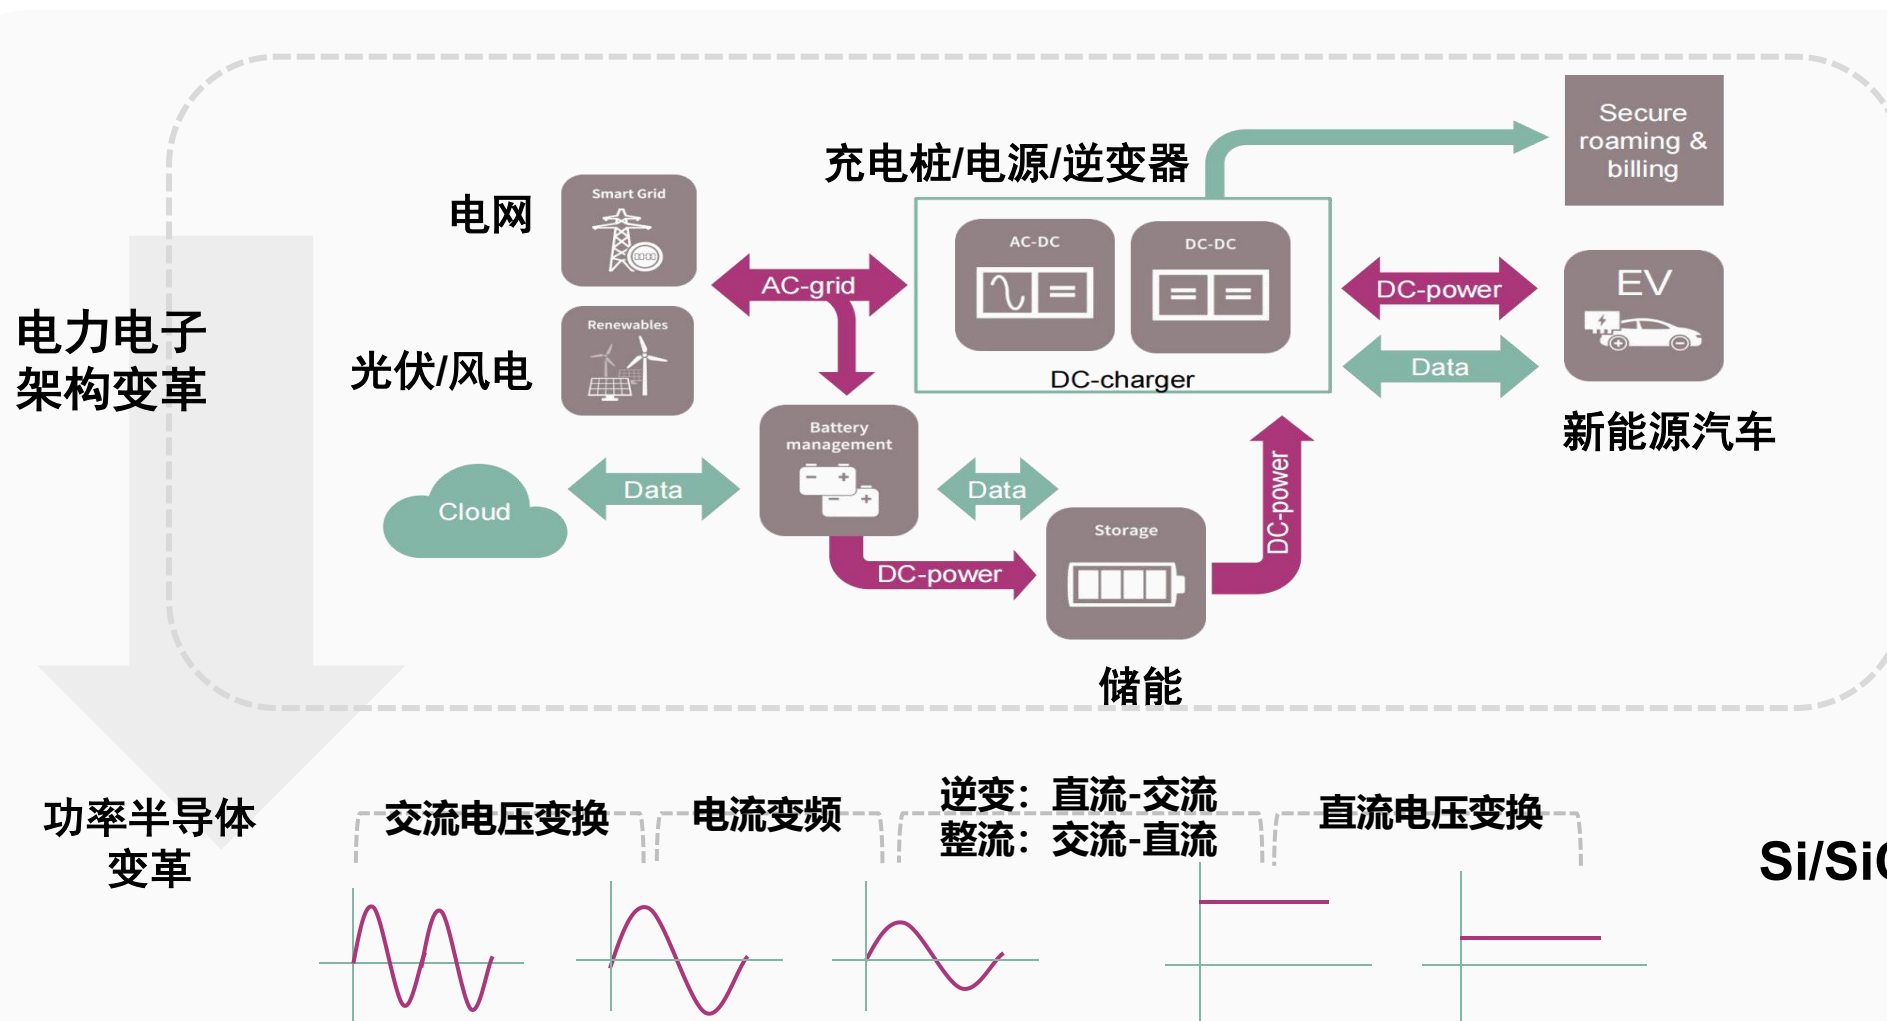 充电桩/电源/逆变器
Secure
roaming &
billing
电网
Smart Grid
AC-DC
DC-DC
AC-grid
DC-power
EV
电力电子
架构变革
光伏/风电
Renewables
DC-charger
Data
新能源汽车
Battery
management
Cloud
Data
Data
DC-power
Storage
DC-power
储能
功率半导体
变革
交流电压变换
电流变频
逆变：直流-交流
整流：交流-直流
直流电压变换
Si/SiC